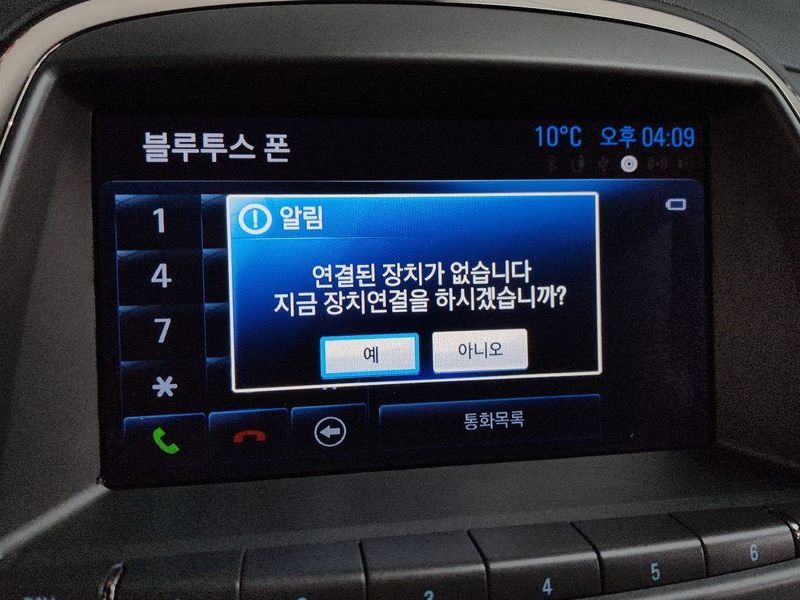 블루투스 폰
10°C 오후 04:09
알림
연결된 장치가 없습니다
지금 장치연결을 하시겠습니까?
예 아니오
1
4
7
*
통화목록
3 4 5 6